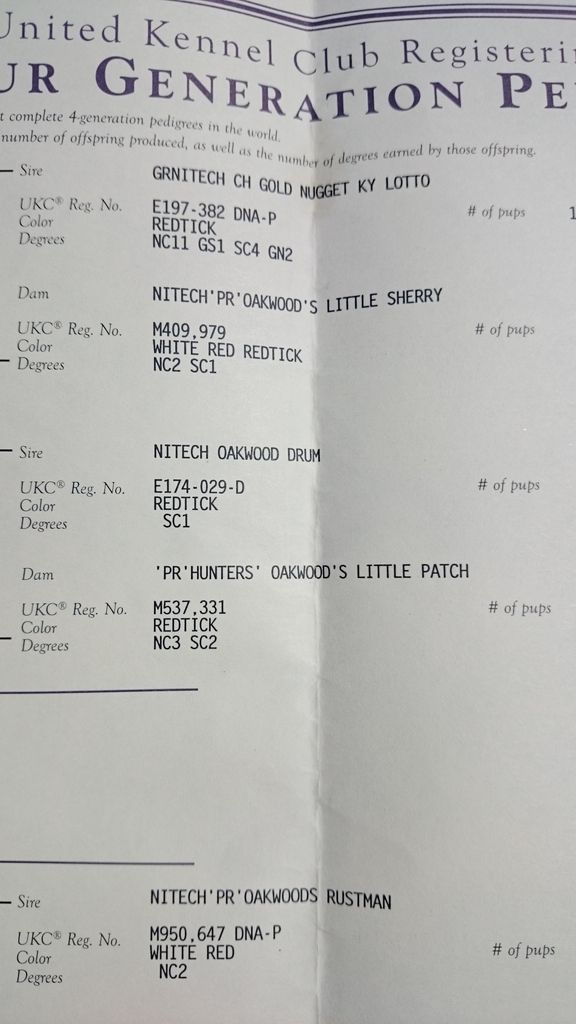 United Kennel Club
UR GENERATION
t complete 4-generation pedigrees in the world.
number of offspring produced, as well as the number of degrees earned by those offspring.
Sire GRNITECH CH GOLD NUGGET KY LOTTO
UKC® Reg. No. E197-382 DNA-P # of pups 1
Color REDTICK
Degrees NC11 GS1 SC4 GN2
Dam NITECH'PR'OAKWOOD'S LITTLE SHERRY
UKC® Reg. No. M409,979 # of pups
Color WHITE RED REDTICK
Degrees NC2 SC1
Sire NITECH OAKWOOD DRUM
UKC® Reg. No. E174-029-D # of pups
Color REDTICK
Degrees SC1
Dam 'PR'HUNTERS' OAKWOOD'S LITTLE PATCH
UKC® Reg. No. M537,331 # of pups
Color REDTICK
Degrees NC3 SC2
Sire NITECH'PR'OAKWOODS RUSTMAN
UKC® Reg. No. M950,647 DNA-P # of pups
Color WHITE RED
Degrees NC2